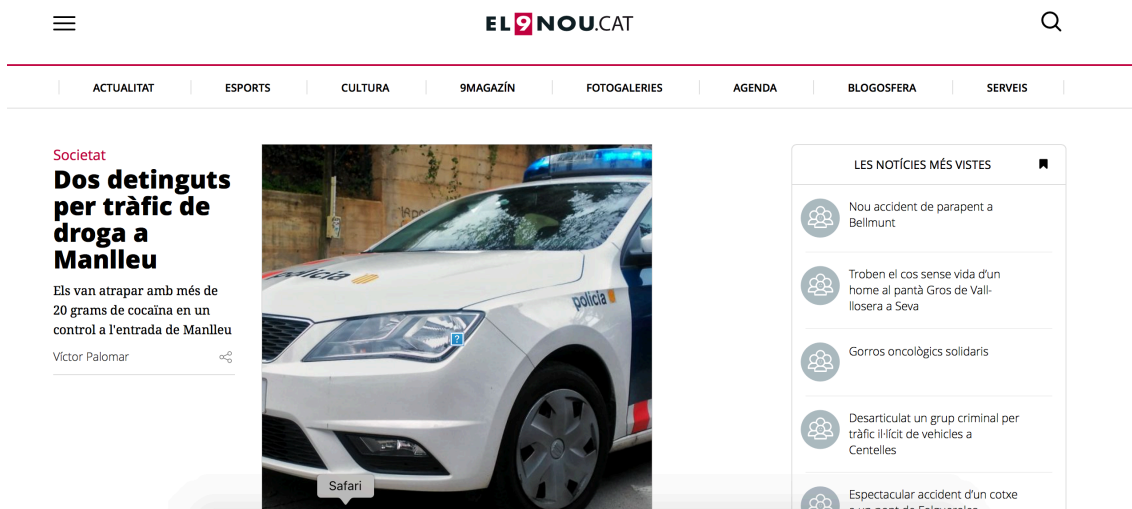 EL9NOU.CAT
ACTUALITAT ESPORTS CULTURA 9MAGAZÍN FOTOGALERIES AGENDA BLOGOSFERA SERVEIS
Societat
Dos detinguts
per tràfic de
droga a
Manlleu
Els van atrapar amb més de
20 grams de cocaïna en un
control a l'entrada de Manlleu
Víctor Palomar
policia
policia
?
Safari
LES NOTÍCIES MÉS VISTES
Nou accident de parapent a
Bellmunt
Troben el cos sense vida d'un
home al pantà Gros de Vall-
llosera a Seva
Gorros oncològics solidaris
Desarticulat un grup criminal per
tràfic il·lícit de vehicles a
Centelles
Espectacular accident d'un cotxe